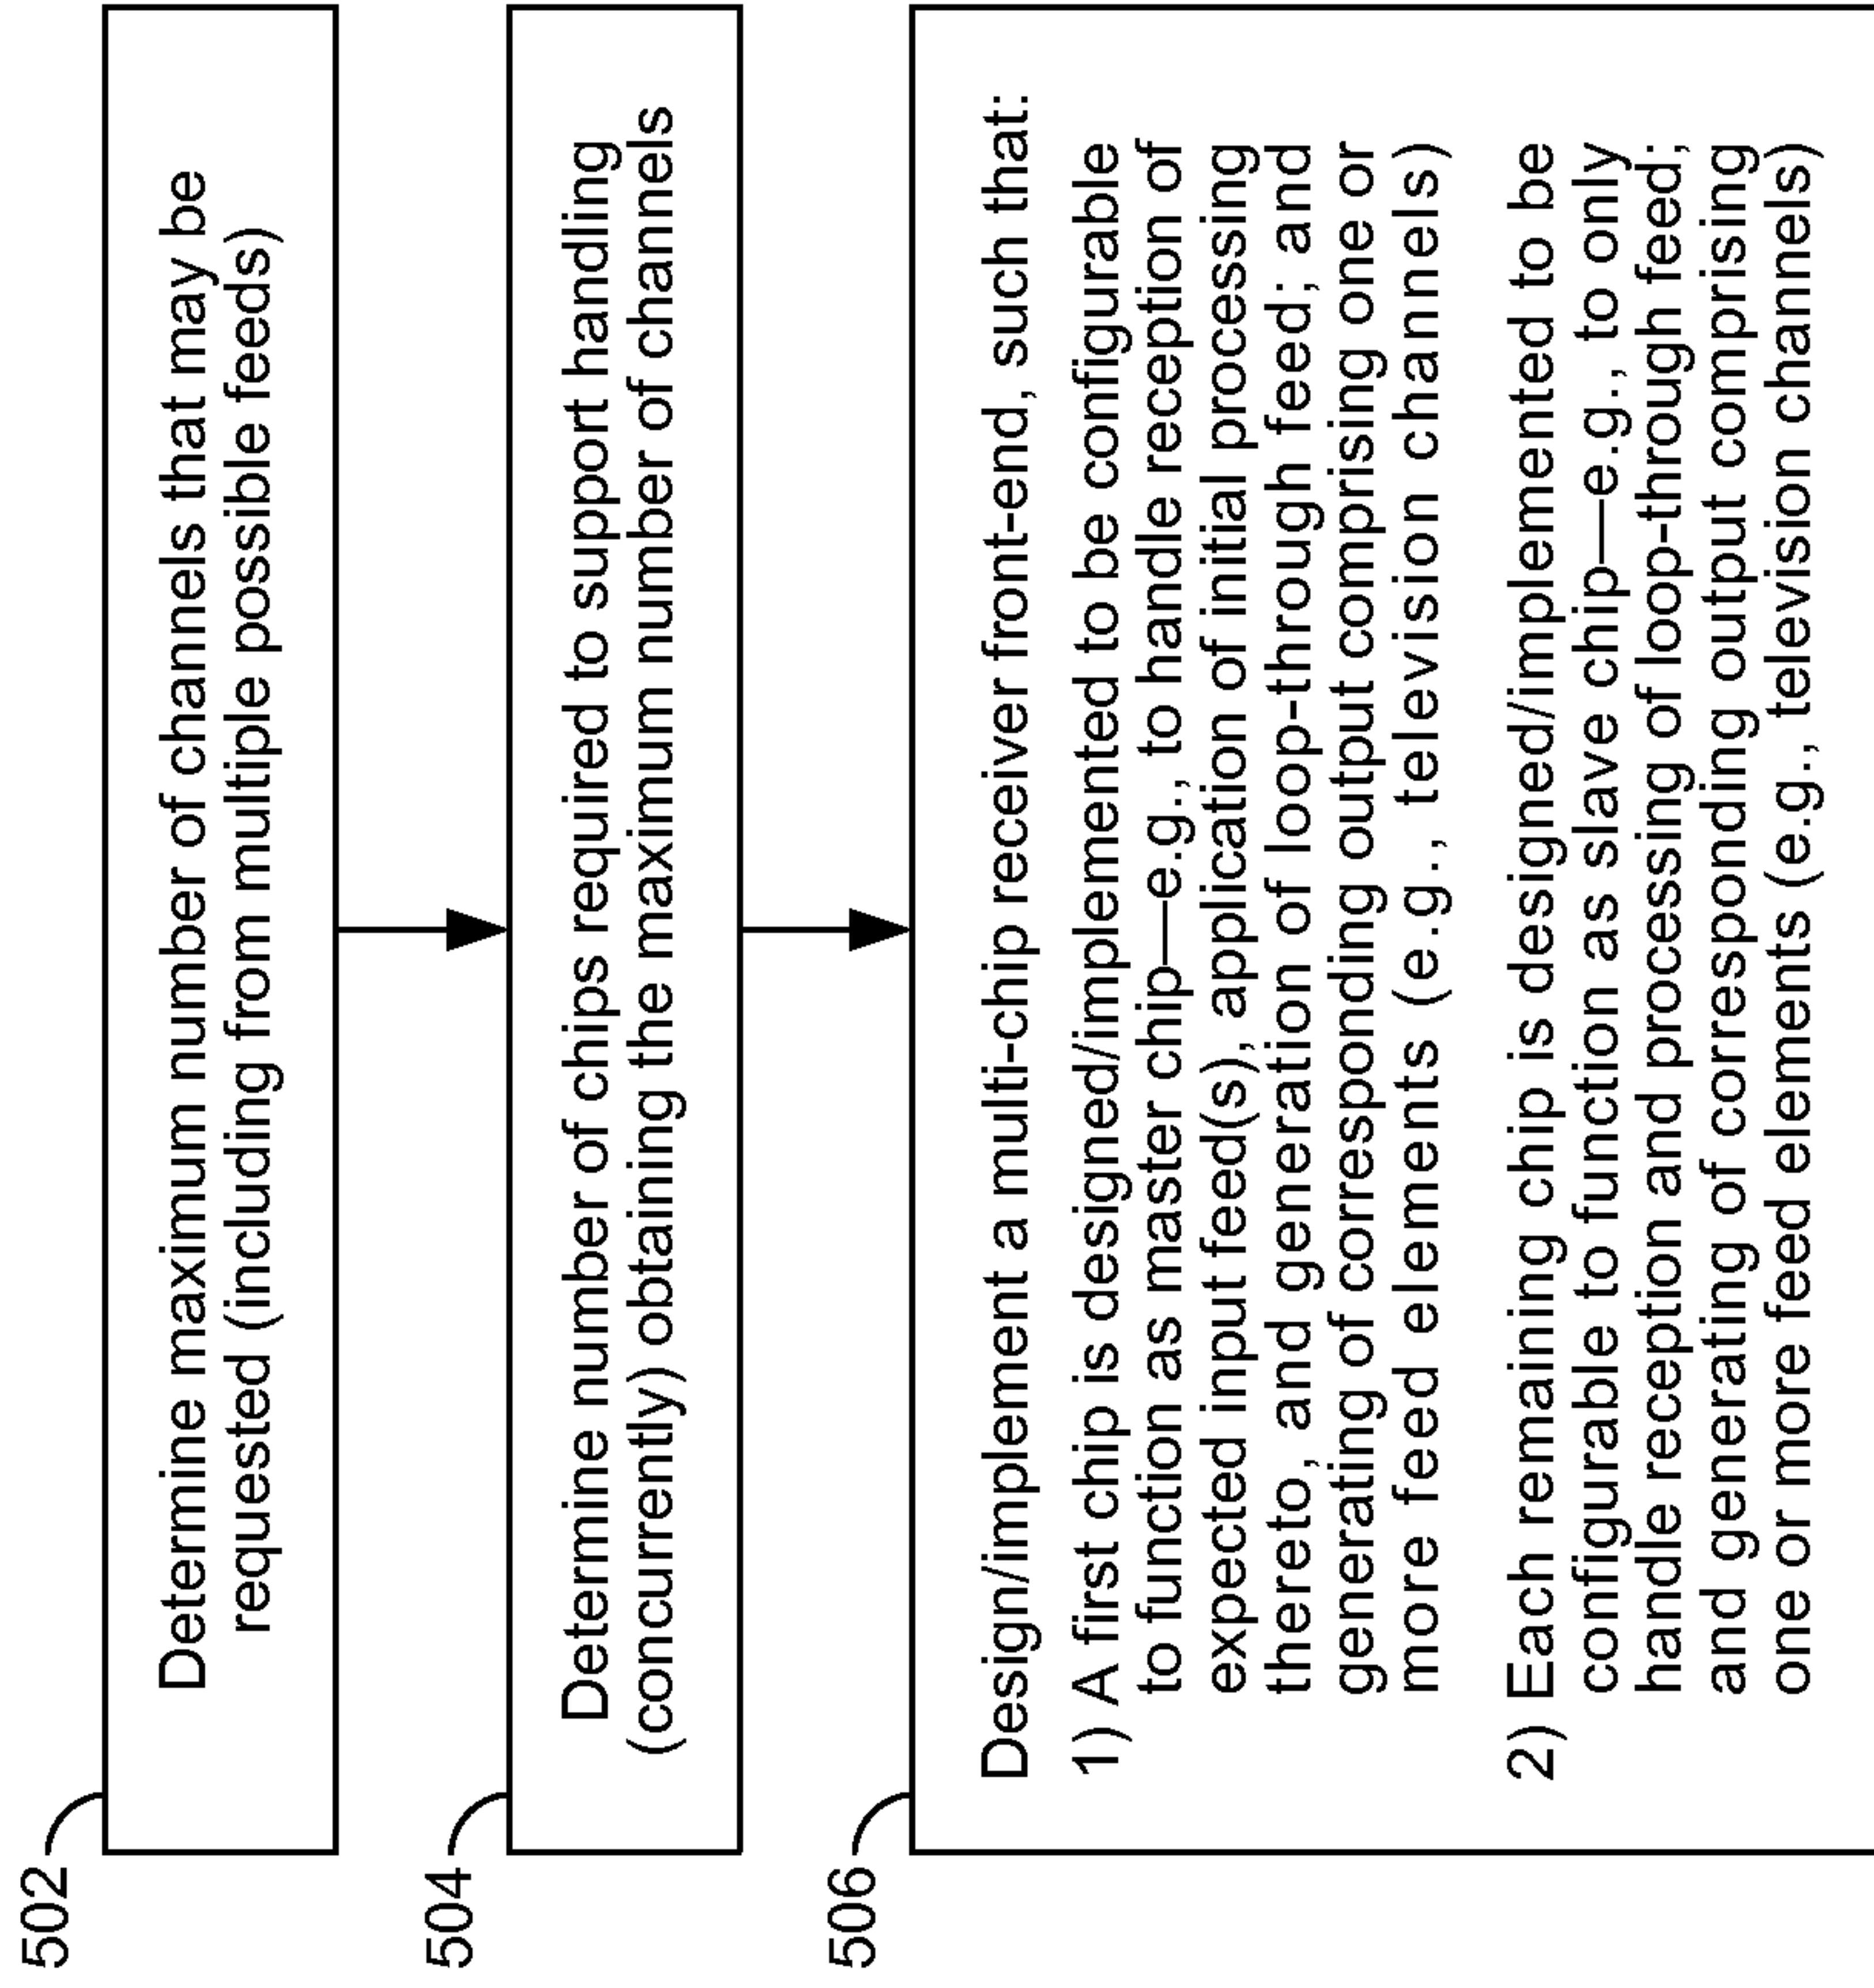 502
Determine maximum number of channels that may be
requested (including from multiple possible feeds)
504
Determine number of chips required to support handling
(concurrently) obtaining the maximum number of channels
506
Design/implement a multi-chip receiver front-end, such that:
1) A first chip is designed/implemented to be configurable
to function as master chip—e.g., to handle reception of
expected input feed(s), application of initial processing
thereto, and generation of loop-through feed; and
generating of corresponding output comprising one or
more feed elements (e.g., television channels)
2) Each remaining chip is designed/implemented to be
configurable to function as slave chip—e.g., to only
handle reception and processing of loop-through feed;
and generating of corresponding output comprising
one or more feed elements (e.g., television channels)